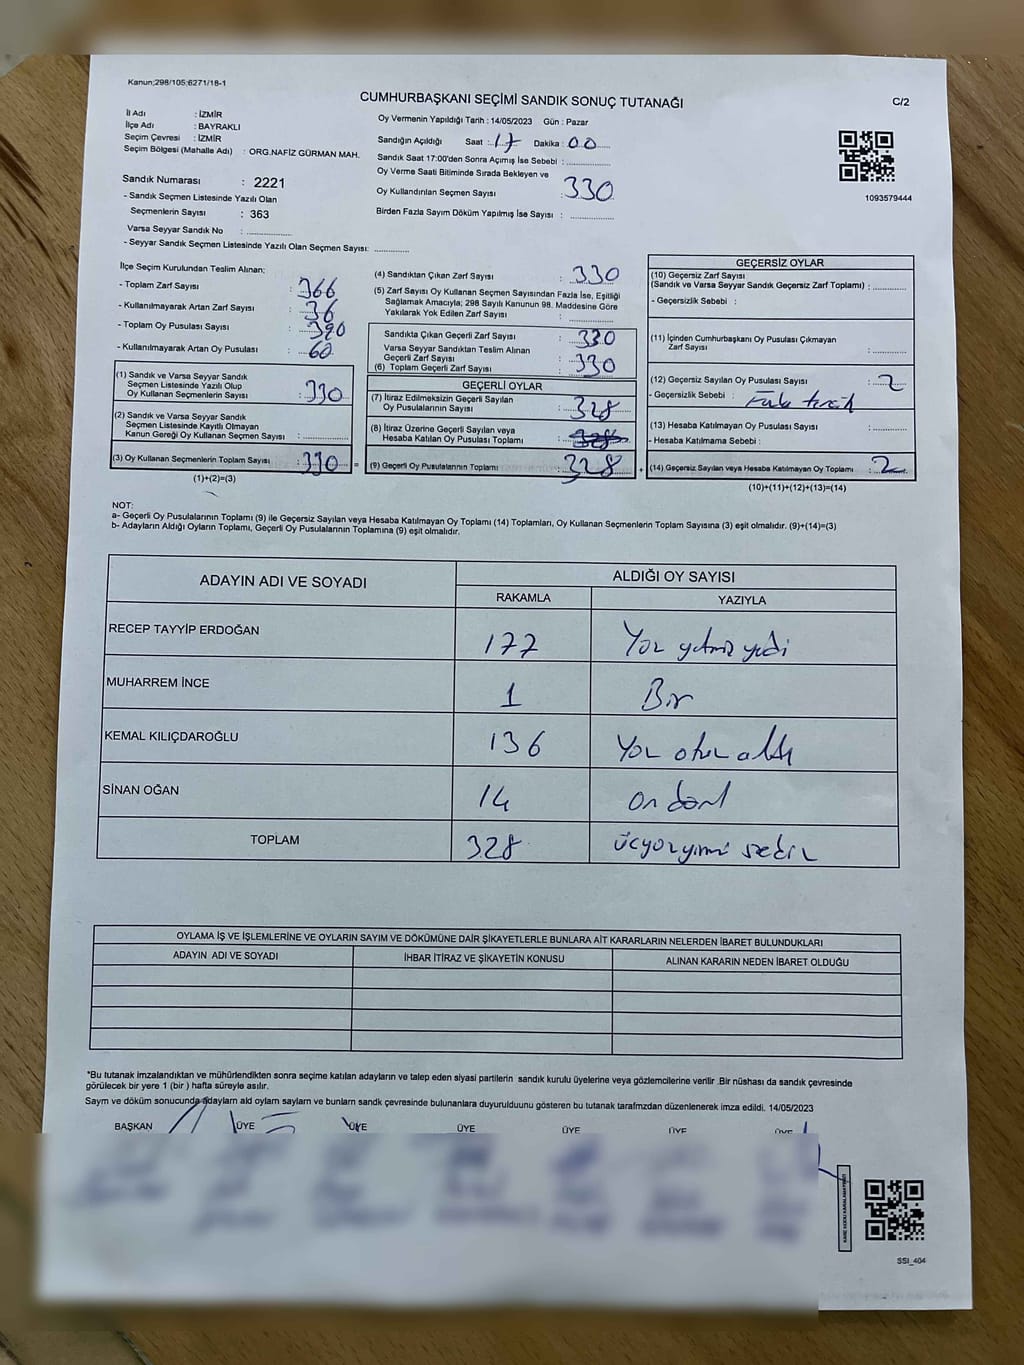 Kanun;298/105;6271/18-1
CUMHURBAŞKANI SEÇİMİ SANDIK SONUÇ TUTANAĞI
C/2
İl Adı : İZMİR
İlçe Adı : BAYRAKLI
Seçim Çevresi : İZMİR
Seçim Bölgesi (Mahalle Adı) : ORG.NAFİZ GÜRMAN MAH.
Oy Vermenin Yapıldığı Tarih : 14/05/2023 Gün : Pazar
Sandığın Açıldığı Saat : 17 Dakika : 00
Sandık Saat 17:00'den Sonra Açmış İse Sebebi :
Oy Verme Saati Bitiminde Sırada Bekleyen ve
Oy Kullandırılan Seçmen Sayısı : 330
Birden Fazla Sayım Döküm Yapılmış İse Sayısı :
1093579444
Sandık Numarası : 2221
- Sandık Seçmen Listesinde Yazılı Olan
Seçmenlerin Sayısı : 363
Varsa Seyyar Sandık No :
- Seyyar Sandık Seçmen Listesinde Yazılı Olan Seçmen Sayısı:
İlçe Seçim Kurulundan Teslim Alınan;
- Toplam Zarf Sayısı : 366
- Kullanılmayarak Artan Zarf Sayısı : 36
- Toplam Oy Pusulası Sayısı : 390
- Kullanılmayarak Artan Oy Pusulası : 60
(1) Sandık ve Varsa Seyyar Sandık
Seçmen Listesinde Yazılı Olup
Oy Kullanan Seçmenlerin Sayısı : 330
(2) Sandık ve Varsa Seyyar Sandık
Seçmen Listesinde Kayıtlı Olmayan
Kanun Gereği Oy Kullanan Seçmen Sayısı :
(3) Oy Kullanan Seçmenlerin Toplam Sayısı : 330
=
(1)+(2)=(3)
(4) Sandıktan Çıkan Zarf Sayısı : 330
(5) Zarf Sayısı Oy Kullanan Seçmen Sayısından Fazla İse, Eşitliği
Sağlamak Amacıyla; 298 Sayılı Kanunun 98. Maddesine Göre
Yakılarak Yok Edilen Zarf Sayısı :
Sandıkta Çıkan Geçerli Zarf Sayısı : 330
Varsa Seyyar Sandıktan Teslim Alınan
Geçerli Zarf Sayısı
(6) Toplam Geçerli Zarf Sayısı : 330
GEÇERLİ OYLAR
(7) İtiraz Edilmeksizin Geçerli Sayılan
Oy Pusulalarının Sayısı : 328
(8) İtiraz Üzerine Geçerli Sayılan veya
Hesaba Katılan Oy Pusulası Toplamı :
(9) Geçerli Oy Pusulalarının Toplamı : 328
+
GEÇERSİZ OYLAR
(10) Geçersiz Zarf Sayısı
(Sandık ve Varsa Seyyar Sandık Geçersiz Zarf Toplamı) :
- Geçersizlik Sebebi :
(11) İçinden Cumhurbaşkanı Oy Pusulası Çıkmayan
Zarf Sayısı :
(12) Geçersiz Sayılan Oy Pusulası Sayısı : 2
- Geçersizlik Sebebi :
(13) Hesaba Katılmayan Oy Pusulası Sayısı :
- Hesaba Katılmama Sebebi :
(14) Geçersiz Sayılan veya Hesaba Katılmayan Oy Toplamı : 2
(10)+(11)+(12)+(13)=(14)
NOT:
a- Geçerli Oy Pusulalarının Toplamı (9) ile Geçersiz Sayılan veya Hesaba Katılmayan Oy Toplamı (14) Toplamları, Oy Kullanan Seçmenlerin Toplam Sayısına (3) eşit olmalıdır. (9)+(14)=(3)
b- Adayların Aldığı Oyların Toplamı, Geçerli Oy Pusulalarının Toplamına (9) eşit olmalıdır.
ADAYIN ADI VE SOYADI
ALDIĞI OY SAYISI
RAKAMLA YAZIYLA
RECEP TAYYİP ERDOĞAN 177 Yüz yetmiş yedi
MUHARREM İNCE 1 Bir
KEMAL KILIÇDAROĞLU 136 Yüz otuz altı
SİNAN OĞAN 14 on dört
TOPLAM 328 üçyüzyirmi sekiz
OYLAMA İŞ VE İŞLEMLERİNE VE OYLARIN SAYIM VE DÖKÜMÜNE DAİR ŞİKAYETLERLE BUNLARA AİT KARARLARIN NELERDEN İBARET BULUNDUKLARI
ADAYIN ADI VE SOYADI İHBAR İTİRAZ VE ŞİKAYETİN KONUSU ALINAN KARARIN NEDEN İBARET OLDUĞU
*Bu tutanak imzalandıktan ve mühürlendikten sonra seçime katılan adayların ve talep eden siyasi partilerin sandık kurulu üyelerine veya gözlemcilerine verilir .Bir nüshası da sandık çevresinde
görülecek bir yere 1 (bir ) hafta süreyle asılır.
Saym ve döküm sonucunda adaylarn ald oylarn saylarn ve bunlarn sandk çevresinde bulunanlara duyurulduunu gösteren bu tutanak tarafmzdan düzenlenerek imza edildi. 14/05/2023
BAŞKAN ÜYE ÜYE ÜYE ÜYE ÜYE ÜYE
SSI_404